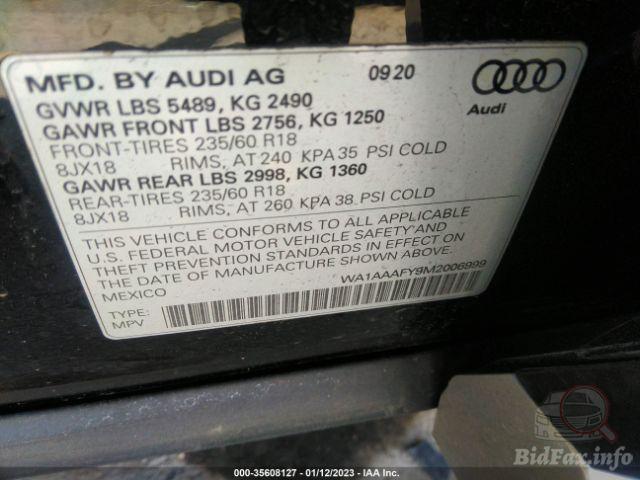 MFD. BY AUDI AG 09 20
GVWR LBS 5489, KG 2490
GAWR FRONT LBS 2756, KG 1250
FRONT-TIRES 235/60 R18
8JX18 RIMS, AT 240 KPA 35 PSI COLD
GAWR REAR LBS 2998, KG 1360
REAR-TIRES 235/60 R18
8JX18 RIMS, AT 260 KPA 38 PSI COLD
Audi
THIS VEHICLE CONFORMS TO ALL APPLICABLE
U.S. FEDERAL MOTOR VEHICLE SAFETY AND
THEFT PREVENTION STANDARDS IN EFFECT ON
THE DATE OF MANUFACTURE SHOWN ABOVE
MEXICO WA1AAAFY9M2006999
TYPE:
MPV
BidFax.info
000-35608127 - 01/12/2023 - IAA Inc.